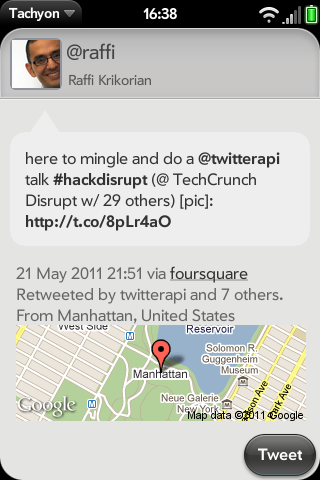 Tachyon 16:38
@raffi
Raffi Krikorian
here to mingle and do a @twitterapi
talk #hackdisrupt (@ TechCrunch
Disrupt w/ 29 others) [pic]:
http://t.co/8pLr4aO
21 May 2011 21:51 via foursquare
Retweeted by twitterapi and 7 others.
From Manhattan, United States
West Side
Reservoir
M
Solomon R
Guggenheim
Museum
Manhattan
M
Neue Galerie
New York
M
Park Ave
son Ave
Google
Map data ©2011 Google
Tweet